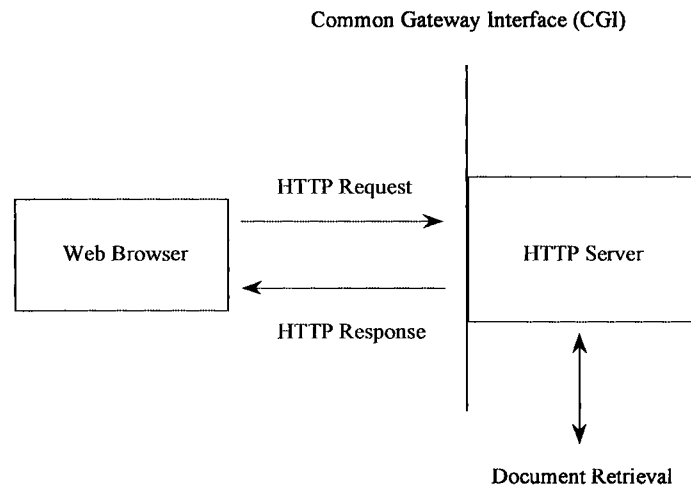 Common Gateway Interface (CGI)
HTTP Request
Web Browser
HTTP Server
HTTP Response
Document Retrieval